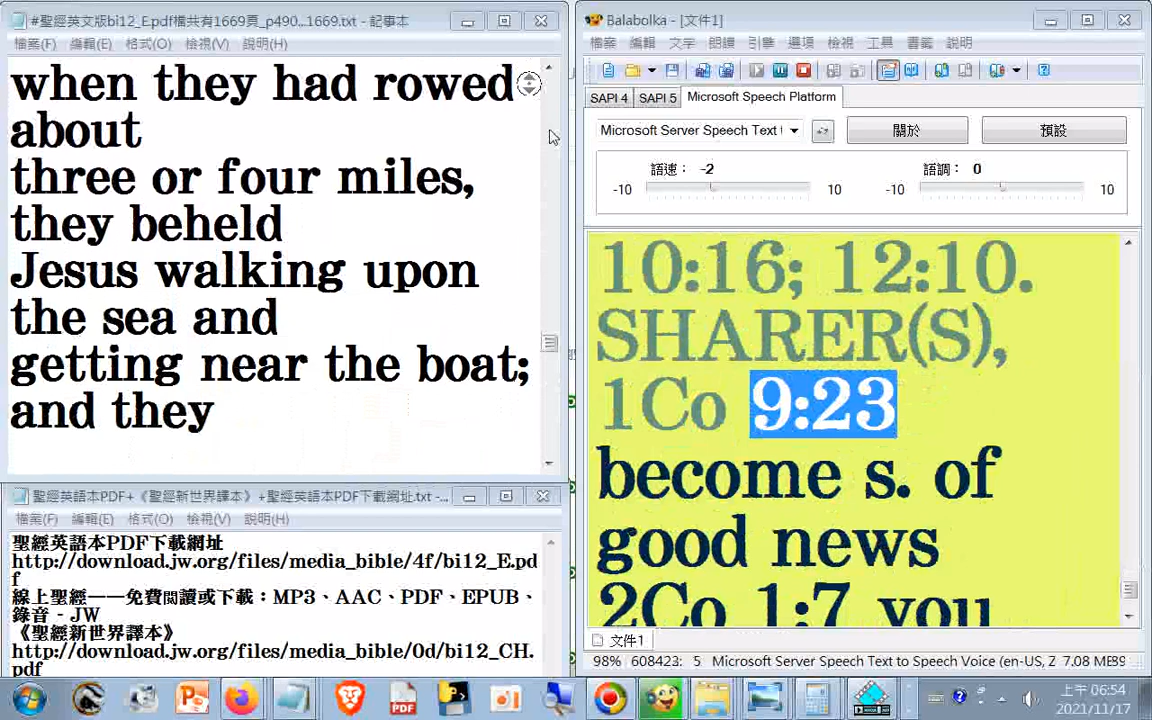 #聖經英文版bi12_E.pdf檔共有1669頁_p490,..1669.txt - 記事本
檔案(F) 編輯(E) 格式(O) 檢視(V) 說明(H)
when they had rowed
about
three or four miles,
they beheld
Jesus walking upon
the sea and
getting near the boat;
and they
聖經英語本PDF+《聖經新世界譯本》+聖經英語本PDF下載網址.txt -...
檔案(F) 編輯(E) 格式(O) 檢視(V) 說明(H)
聖經英語本PDF下載網址
http://download.jw.org/files/media_bible/4f/bi12_E.pd
f
線上聖經——免費閱讀或下載：MP3、AAC、PDF、EPUB、
錄音 - JW
《聖經新世界譯本》
http://download.jw.org/files/media_bible/0d/bi12_CH.
pdf
Balabolka - [文件1]
檔案 編輯 文字 朗讀 引擎 選項 檢視 工具 書籤 說明
SAPI 4 SAPI 5 Microsoft Speech Platform
Microsoft Server Speech Text 關於 預設
語速： -2 語調： 0
-10 10 -10 10
10:16; 12:10.
SHARER(S),
1Co 9:23
become s. of
good news
2Co 1:7 you
文件1
98% 608423: 5 Microsoft Server Speech Text to Speech Voice (en-US, Z 7.08 MB
上午 06:54
2021/11/17